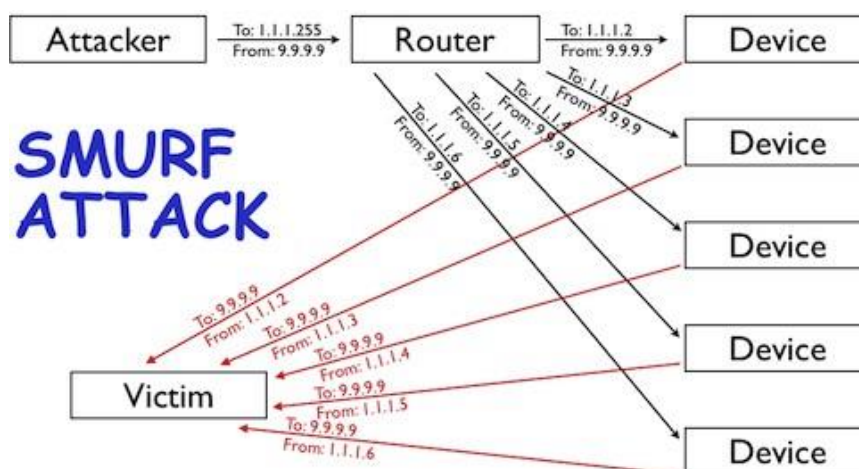 Attacker
To: 1.1.1.255
From: 9.9.9.9
Router
To: 1.1.1.2
From: 9.9.9.9
Device
To: 1.1.1.3
From: 9.9.9.9
To: 1.1.1.4
From: 9.9.9.9
To: 1.1.1.5
From: 9.9.9.9
To: 1.1.1.6
From: 9.9.9.9
Device
SMURF
ATTACK
Device
To: 9.9.9.9
From: 1.1.1.2
To: 9.9.9.9
From: 1.1.1.3
To: 9.9.9.9
From: 1.1.1.4
Device
Victim
To: 9.9.9.9
From: 1.1.1.5
To: 9.9.9.9
From: 1.1.1.6
Device